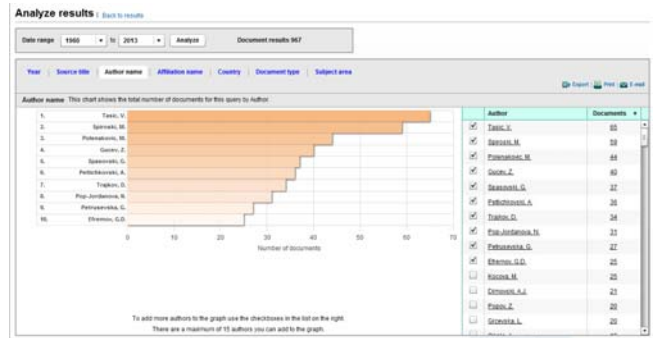 Analyze results | Back to results
Date range 1960 to 2013 Analyze Document results 967
Year | Source title | Author name | Affiliation name | Country | Document type | Subject area
Export | Print | E-mail
Author name This chart shows the total number of documents for this query by Author.
1. Tasic, V.
2. Spiroski, M.
3. Polenakovic, M.
4. Gucev, Z.
5. Spasovski, G.
6. Petlichkovski, A.
7. Trajkov, D.
8. Pop-Jordanova, N.
9. Petrusevska, G.
10. Efremov, G.D.
0 10 20 30 40 50 60 70
Number of documents
To add more authors to the graph use the checkboxes in the list on the right.
There are a maximum of 15 authors you can add to the graph.
Author Documents
Tasic, V. 65
Spiroski, M. 59
Polenakovic, M. 44
Gucev, Z. 40
Spasovski, G. 37
Petlichkovski, A. 36
Trajkov, D. 34
Pop-Jordanova, N. 31
Petrusevska, G. 27
Efremov, G.D. 25
Kocova, M. 25
Dimovski, A.J. 21
Popov, Z. 20
Grcevska, L. 20